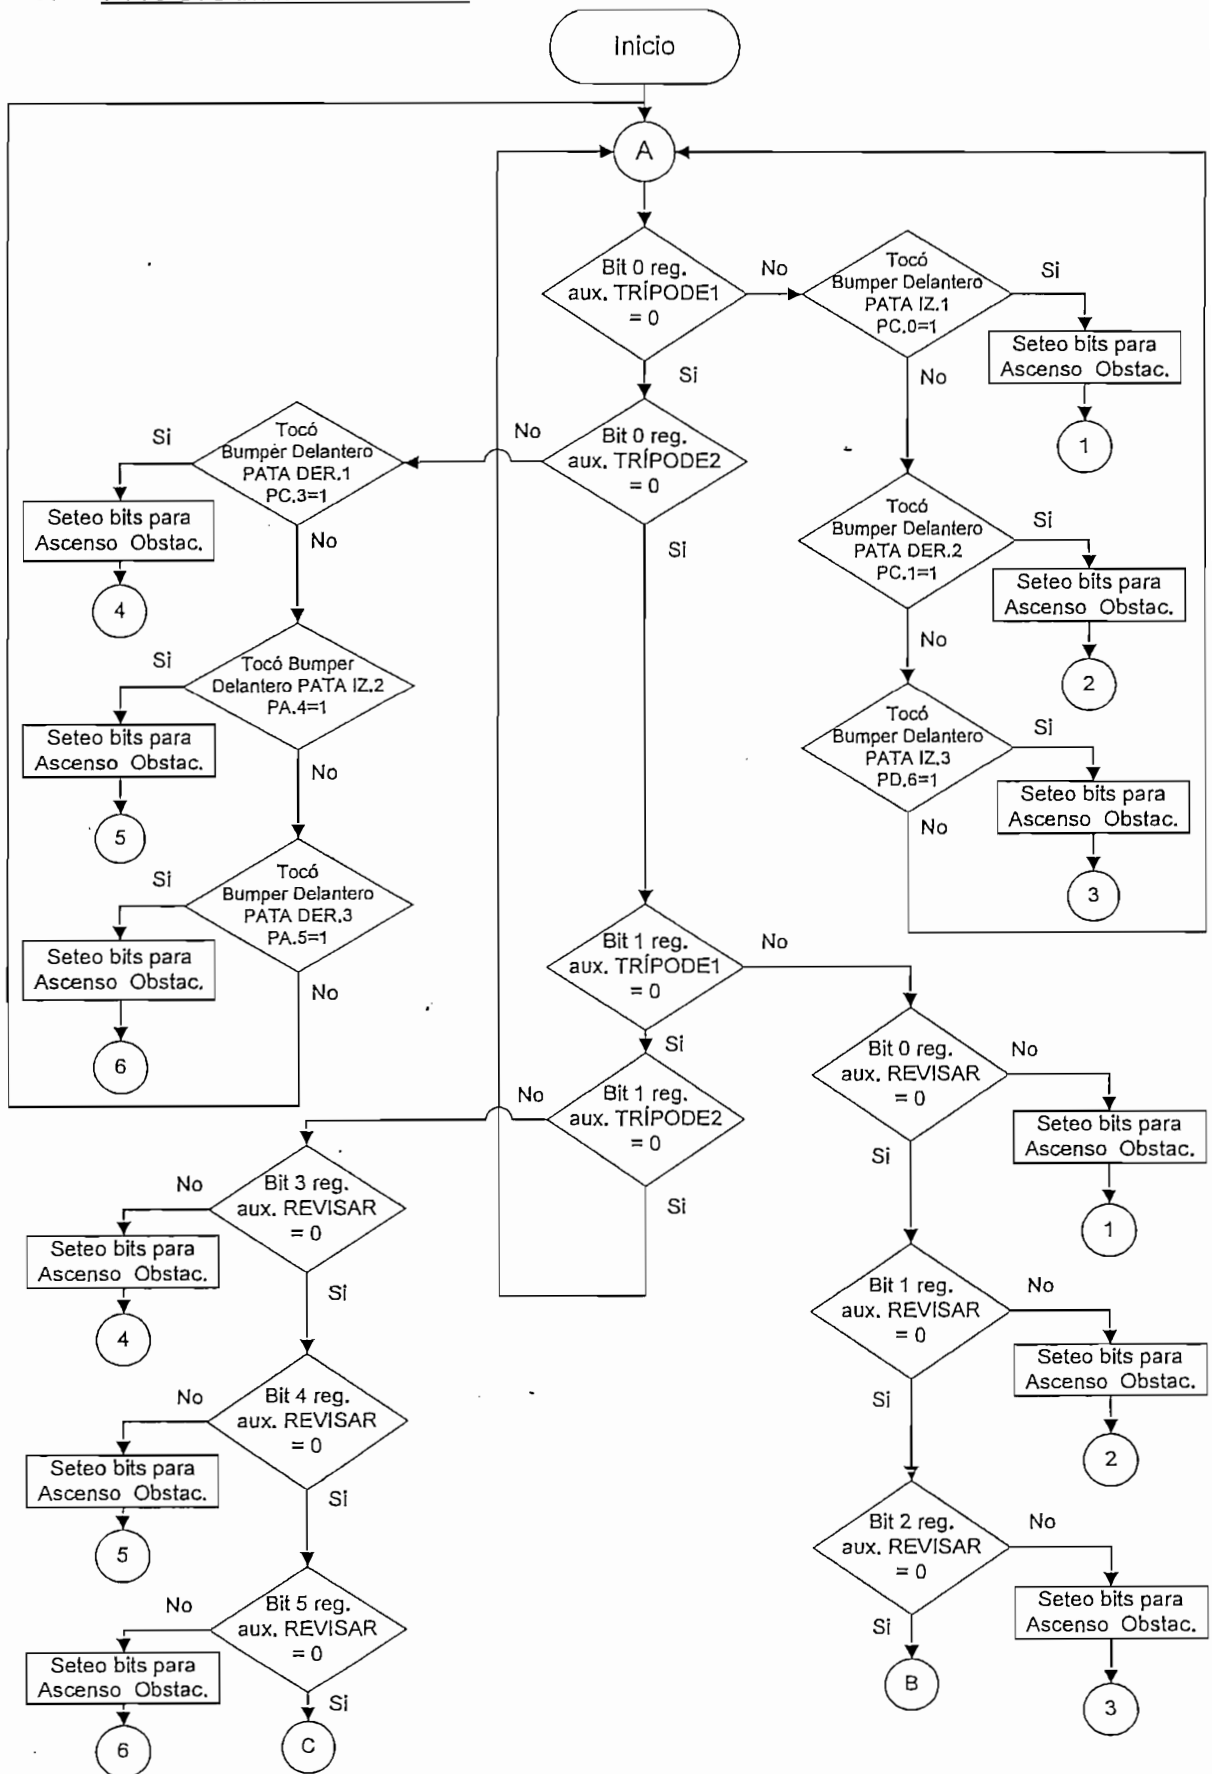 Inicio
A
Bit 0 reg.
aux. TRÍPODE1
= 0
No
Si
Tocó
Bumper Delantero
PATA IZ.1
PC.0=1
Si
No
Seteo bits para
Ascenso Obstac.
1
Bit 0 reg.
aux. TRÍPODE2
= 0
No
Si
Tocó
Bumper Delantero
PATA DER.1
PC.3=1
Si
No
Seteo bits para
Ascenso Obstac.
4
Tocó
Bumper Delantero
PATA DER.2
PC.1=1
Si
No
Seteo bits para
Ascenso Obstac.
2
Tocó Bumper
Delantero PATA IZ.2
PA.4=1
Si
No
Seteo bits para
Ascenso Obstac.
5
Tocó
Bumper Delantero
PATA IZ.3
PD.6=1
Si
No
Seteo bits para
Ascenso Obstac.
3
Tocó
Bumper Delantero
PATA DER.3
PA.5=1
Si
No
Seteo bits para
Ascenso Obstac.
6
Bit 1 reg.
aux. TRÍPODE1
= 0
No
Si
Bit 1 reg.
aux. TRÍPODE2
= 0
No
Si
Bit 0 reg.
aux. REVISAR
= 0
No
Si
Seteo bits para
Ascenso Obstac.
1
Bit 3 reg.
aux. REVISAR
= 0
No
Si
Seteo bits para
Ascenso Obstac.
4
Bit 1 reg.
aux. REVISAR
= 0
No
Si
Seteo bits para
Ascenso Obstac.
2
Bit 4 reg.
aux. REVISAR
= 0
No
Si
Seteo bits para
Ascenso Obstac.
5
Bit 2 reg.
aux. REVISAR
= 0
No
Si
Seteo bits para
Ascenso Obstac.
3
B
Bit 5 reg.
aux. REVISAR
= 0
No
Si
Seteo bits para
Ascenso Obstac.
6
C